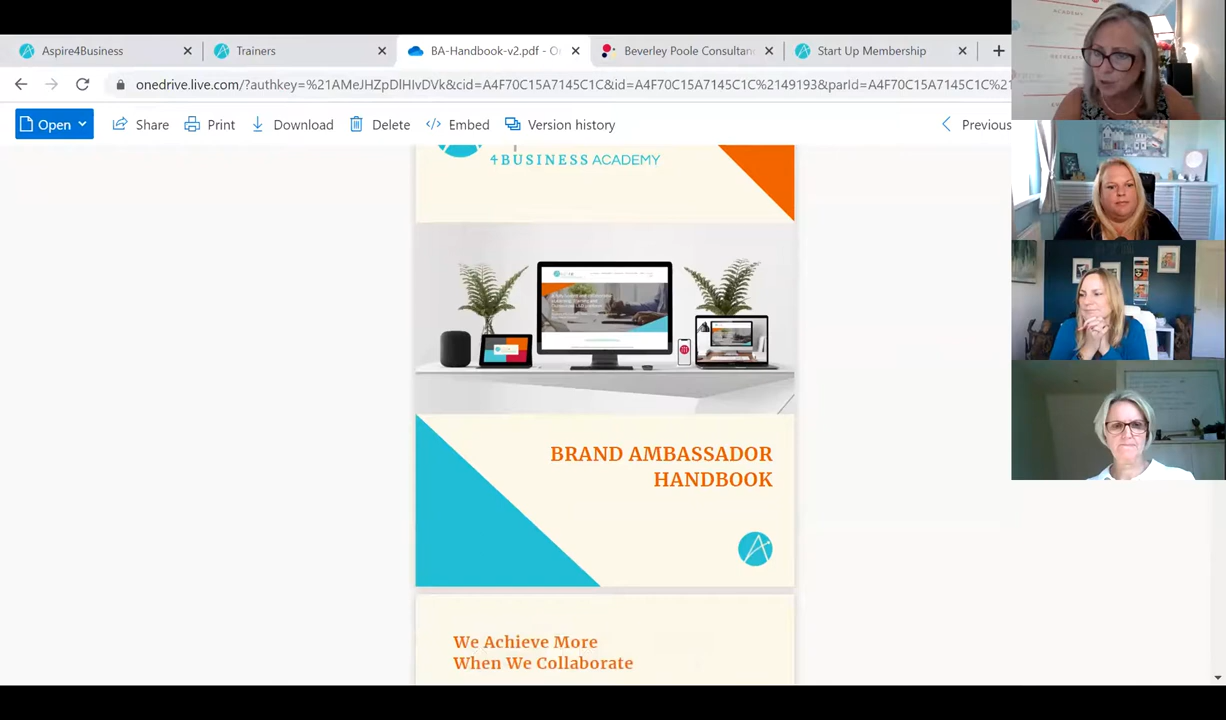 Aspire4Business
Trainers
BA-Handbook-v2.pdf - O
Beverley Poole Consultan
Start Up Membership
onedrive.live.com/?authkey=%21AMeJHZpDlHIvDVk&cid=A4F70C15A7145C1C&id=A4F70C15A7145C1C%2149193&parId=A4F70C15A7145C1C%21
Open
Share
Print
Download
Delete
Embed
Version history
Previous
4BUSINESS ACADEMY
BRAND AMBASSADOR
HANDBOOK
We Achieve More
When We Collaborate
ACADEMY